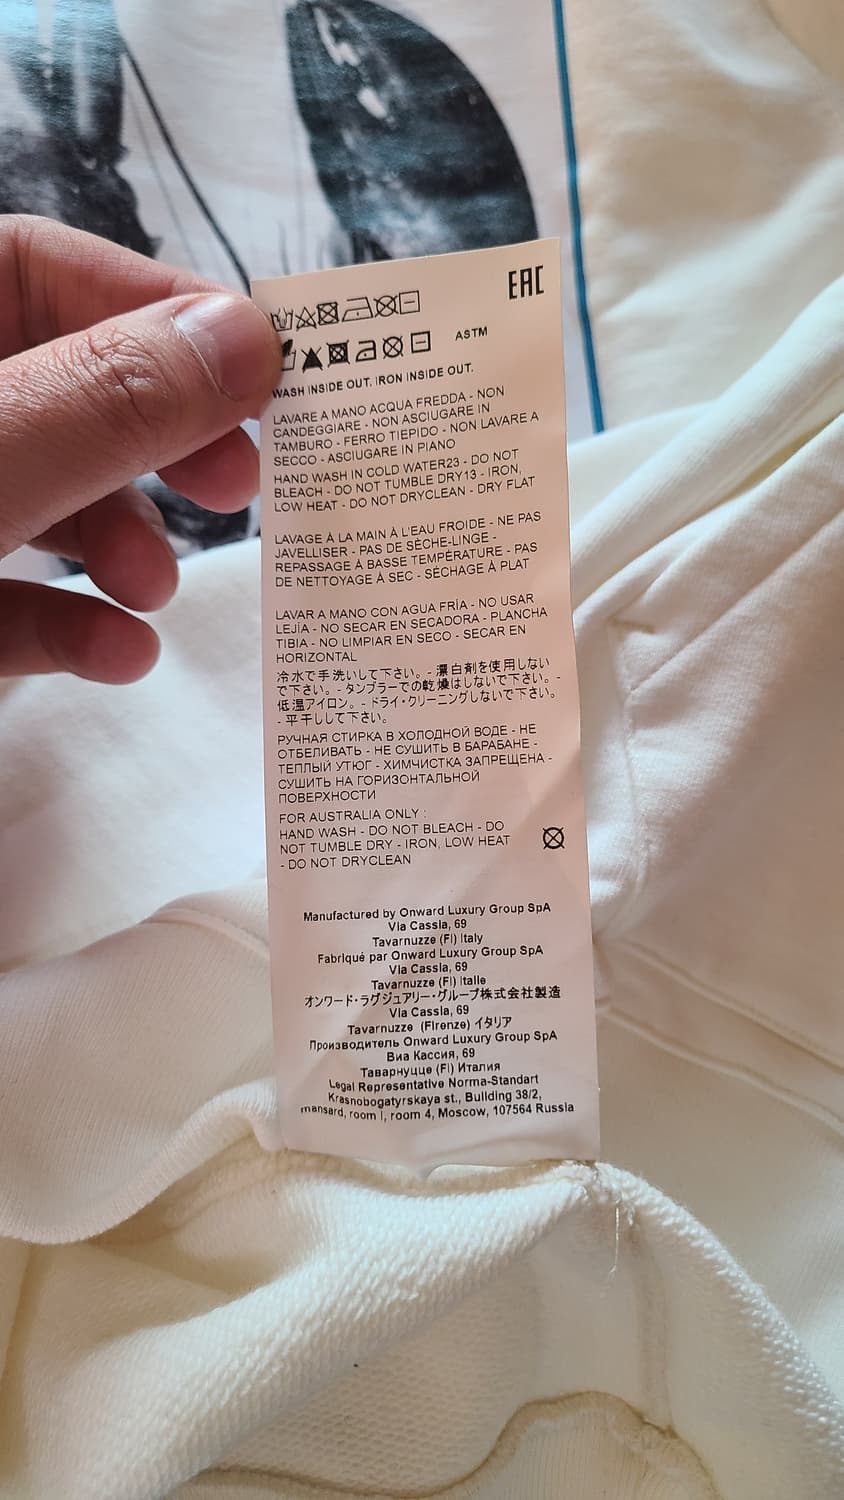 EAC
ASTM
WASH INSIDE OUT. IRON INSIDE OUT.
LAVARE A MANO ACQUA FREDDA - NON
CANDEGGIARE - NON ASCIUGARE IN
TAMBURO - FERRO TIEPIDO - NON LAVARE A
SECCO - ASCIUGARE IN PIANO
HAND WASH IN COLD WATER23 - DO NOT
BLEACH - DO NOT TUMBLE DRY13 - IRON,
LOW HEAT - DO NOT DRYCLEAN - DRY FLAT
LAVAGE À LA MAIN À L'EAU FROIDE - NE PAS
JAVELLISER - PAS DE SÈCHE-LINGE -
REPASSAGE À BASSE TEMPÉRATURE - PAS
DE NETTOYAGE À SEC - SÉCHAGE À PLAT
LAVAR A MANO CON AGUA FRÍA - NO USAR
LEJÍA - NO SECAR EN SECADORA - PLANCHA
TIBIA - NO LIMPIAR EN SECO - SECAR EN
HORIZONTAL
冷水で手洗いして下さい。- 漂白剤を使用しない
で下さい。- タンブラーでの乾燥はしないで下さい。-
低温アイロン。- ドライ・クリーニングしないで下さい。
- 平干しして下さい。
РУЧНАЯ СТИРКА В ХОЛОДНОЙ ВОДЕ - НЕ
ОТБЕЛИВАТЬ - НЕ СУШИТЬ В БАРАБАНЕ -
ТЕПЛЫЙ УТЮГ - ХИМЧИСТКА ЗАПРЕЩЕНА -
СУШИТЬ НА ГОРИЗОНТАЛЬНОЙ
ПОВЕРХНОСТИ
FOR AUSTRALIA ONLY :
HAND WASH - DO NOT BLEACH - DO
NOT TUMBLE DRY - IRON, LOW HEAT
- DO NOT DRYCLEAN
Manufactured by Onward Luxury Group SpA
Via Cassia, 69
Tavarnuzze (FI) Italy
Fabriqué par Onward Luxury Group SpA
Via Cassia, 69
Tavarnuzze (FI) Italie
オンワード・ラグジュアリー・グループ株式会社製造
Via Cassia, 69
Tavarnuzze (Firenze) イタリア
Производитель Onward Luxury Group SpA
Виа Кассия, 69
Таварнуцце (FI) Италия
Legal Representative Norma-Standart
Krasnobogatyrskaya st., Building 38/2,
mansard, room I, room 4, Moscow, 107564 Russia